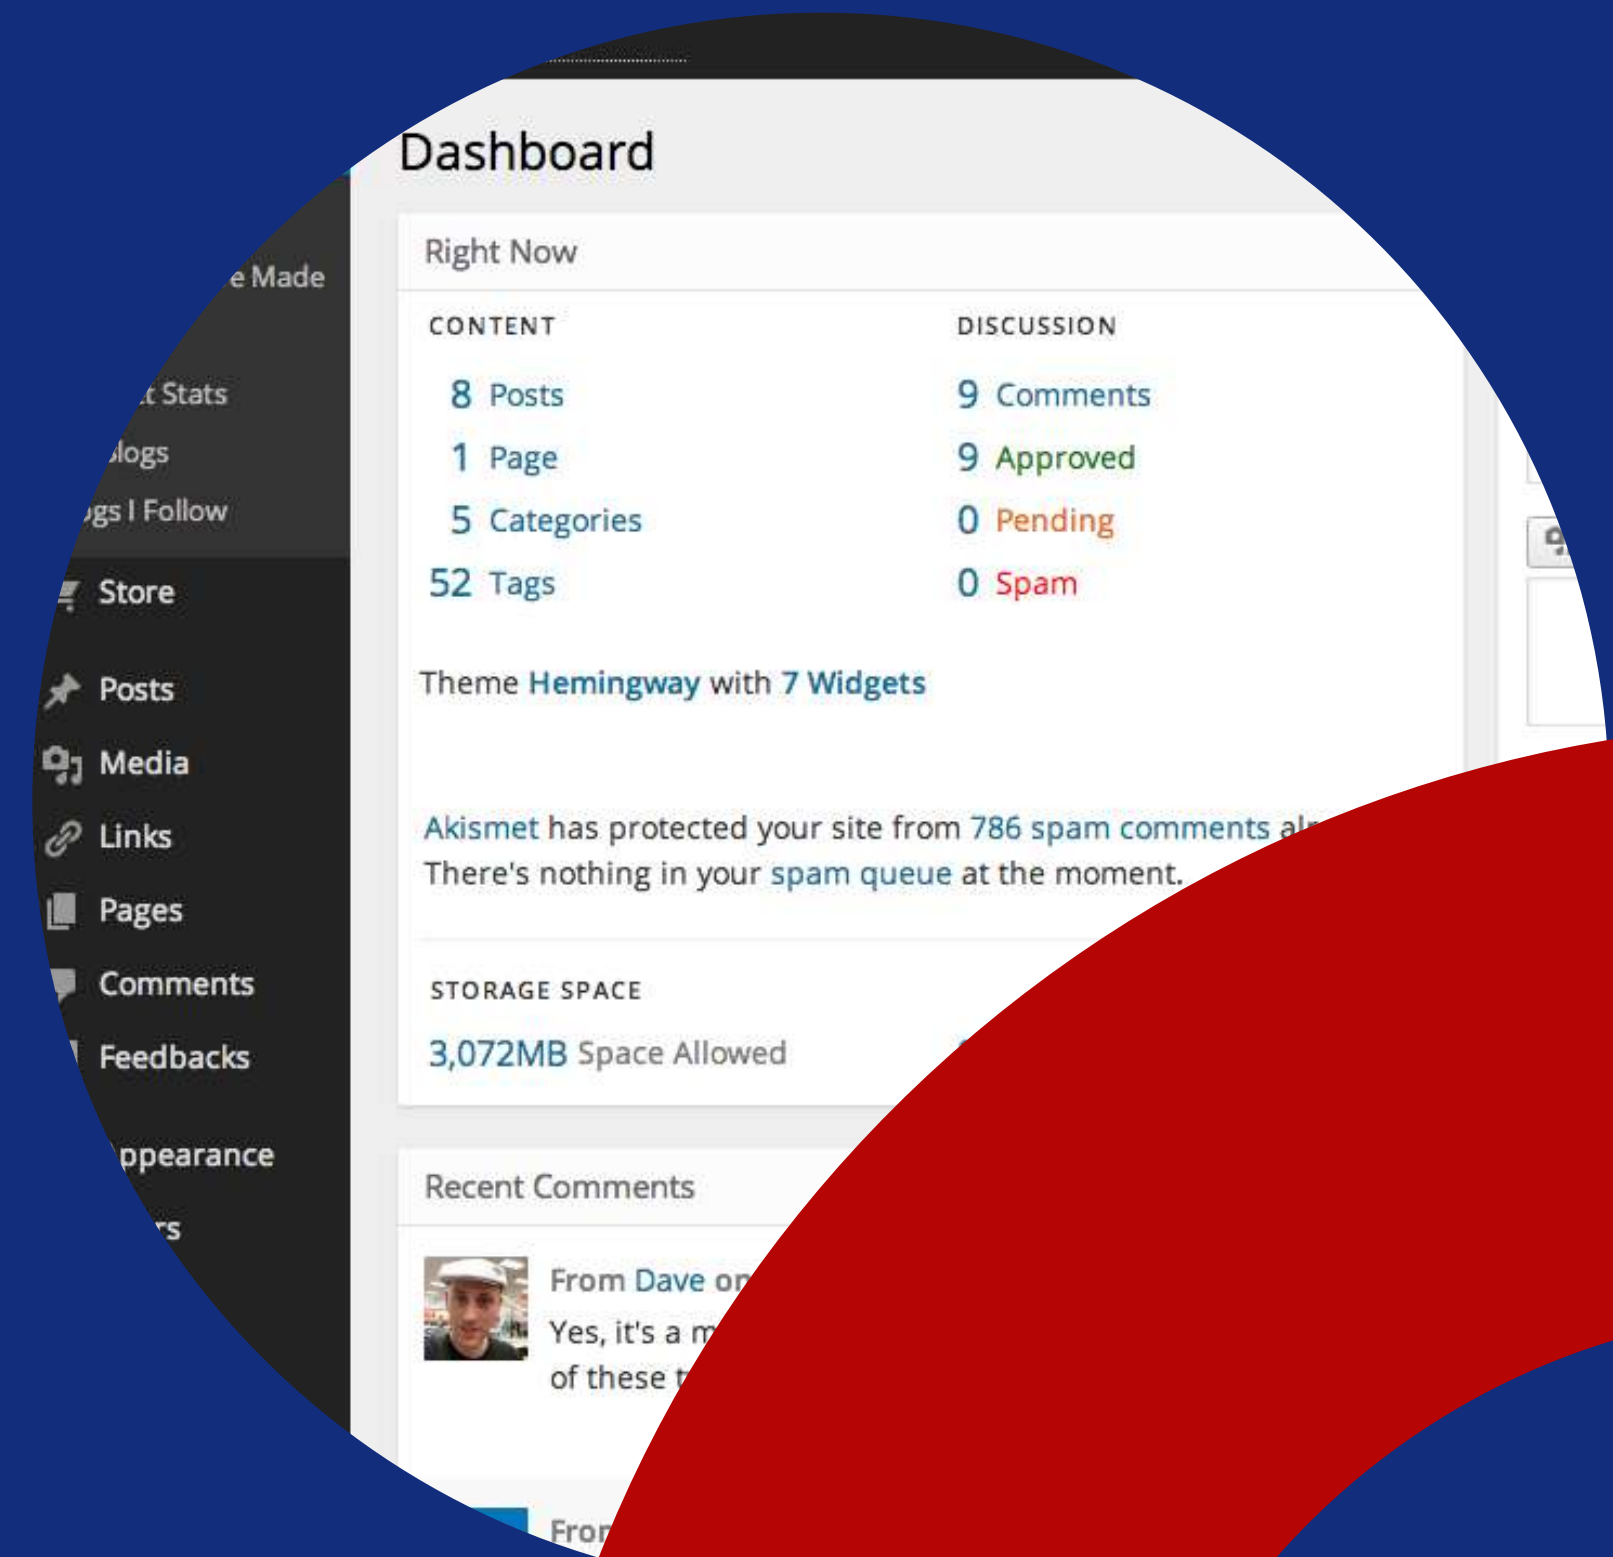 Dashboard
Made
Stats
I Follow
Store
Posts
Media
Links
Pages
Comments
Feedbacks
Right Now
CONTENT
8 Posts
1 Page
5 Categories
52 Tags
DISCUSSION
9 Comments
9 Approved
0 Pending
0 Spam
Theme Hemingway with 7 Widgets
Akismet has protected your site from 786 spam comments
There's nothing in your spam queue at the moment.
STORAGE SPACE
3,072MB Space Allowed
Recent Comments
From Dave on
Yes, it's a
of these